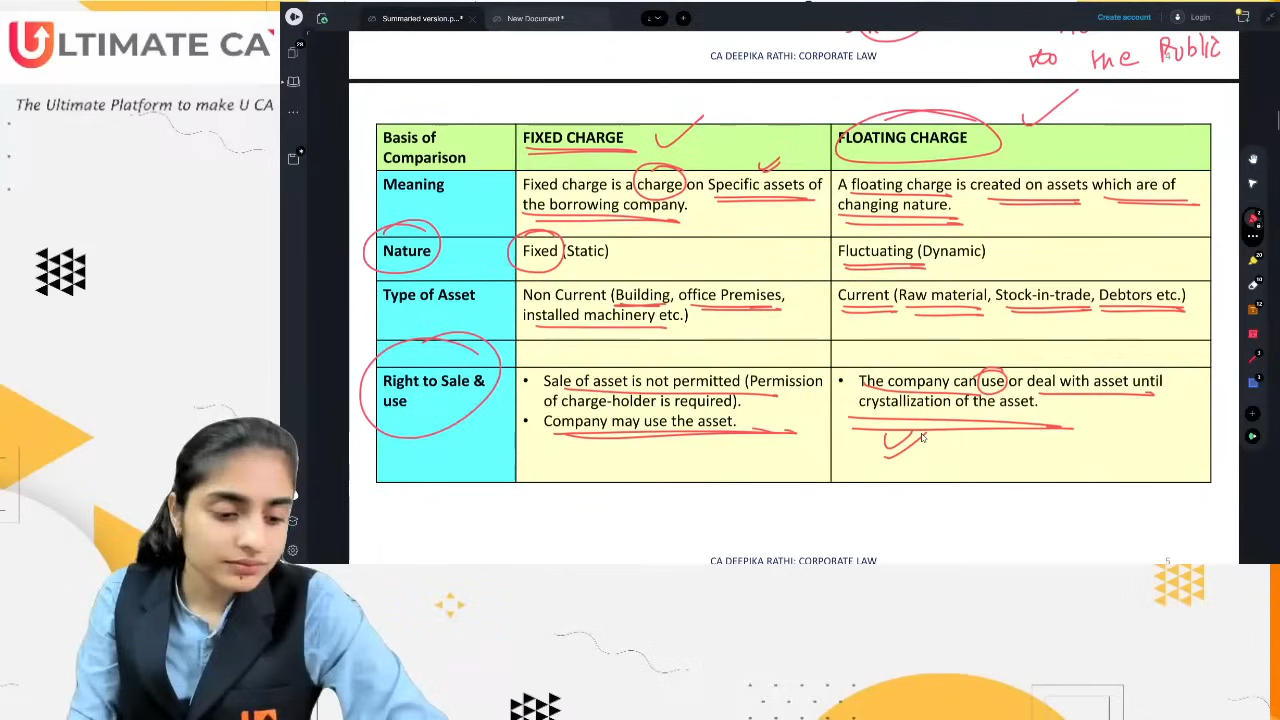 ULTIMATE CA
The Ultimate Platform to make U CA
Summaried version.p...*
New Document*
2
Create account
Login
CA DEEPIKA RATHI: CORPORATE LAW
to the Public
Basis of Comparison
FIXED CHARGE
FLOATING CHARGE
Meaning
Fixed charge is a charge on Specific assets of
the borrowing company.
A floating charge is created on assets which are of
changing nature.
Nature
Fixed (Static)
Fluctuating (Dynamic)
Type of Asset
Non Current (Building, office Premises,
installed machinery etc.)
Current (Raw material, Stock-in-trade, Debtors etc.)
Right to Sale &
use
• Sale of asset is not permitted (Permission
of charge-holder is required).
• Company may use the asset.
• The company can use or deal with asset until
crystallization of the asset.
CA DEEPIKA RATHI: CORPORATE LAW
5